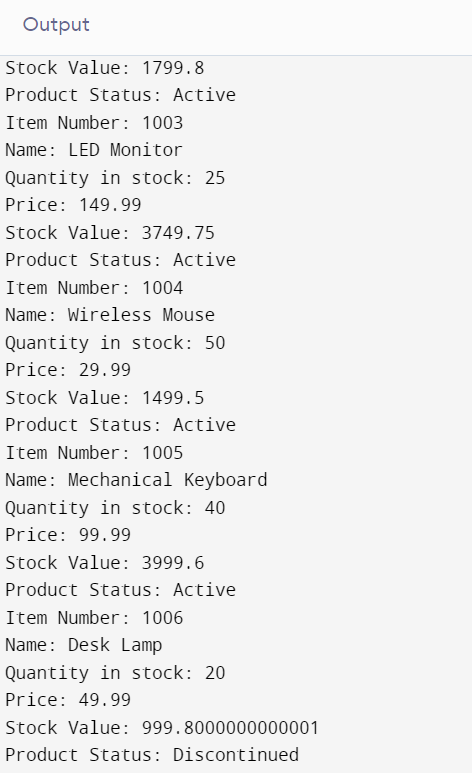 Output
Stock Value: 1799.8
Product Status: Active
Item Number: 1003
Name: LED Monitor
Quantity in stock: 25
Price: 149.99
Stock Value: 3749.75
Product Status: Active
Item Number: 1004
Name: Wireless Mouse
Quantity in stock: 50
Price: 29.99
Stock Value: 1499.5
Product Status: Active
Item Number: 1005
Name: Mechanical Keyboard
Quantity in stock: 40
Price: 99.99
Stock Value: 3999.6
Product Status: Active
Item Number: 1006
Name: Desk Lamp
Quantity in stock: 20
Price: 49.99
Stock Value: 999.8000000000001
Product Status: Discontinued